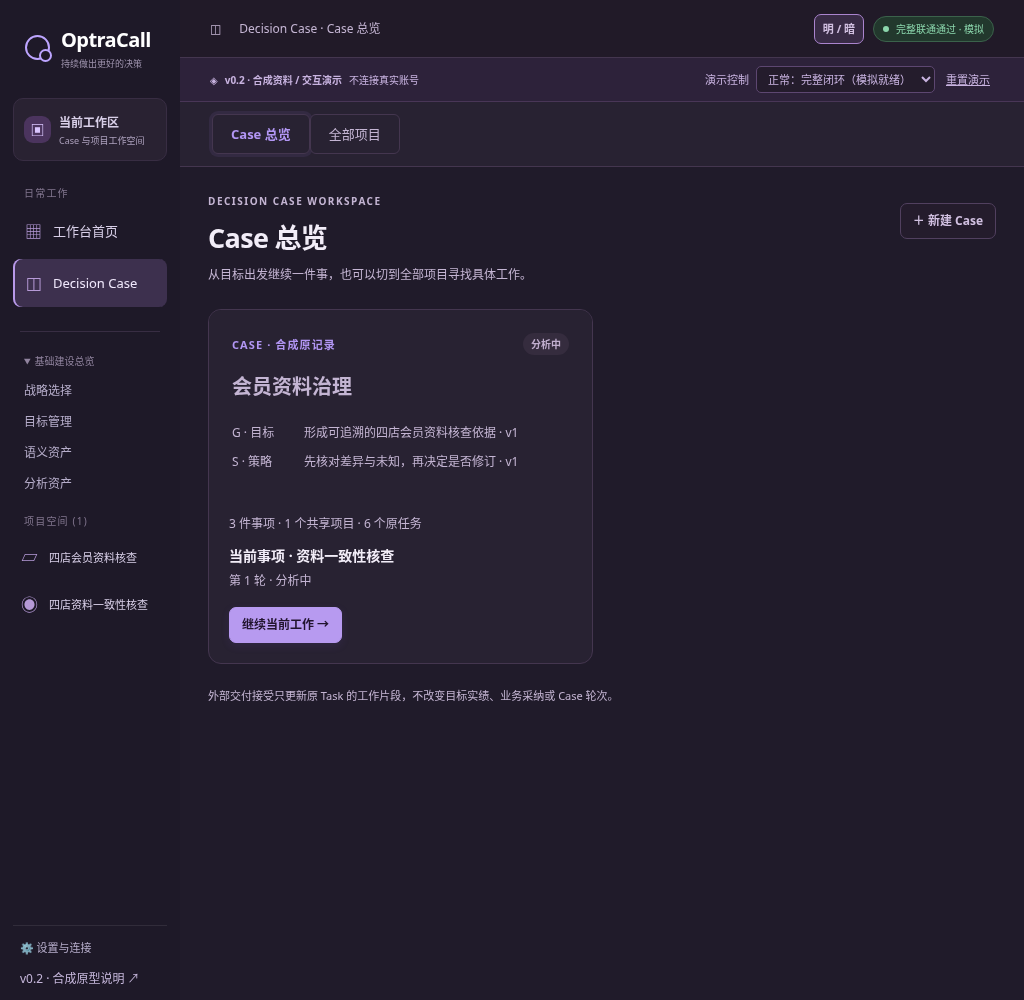 OptraCall
持续做出更好的决策
当前工作区
Case 与项目工作空间
日常工作
工作台首页
Decision Case
▼ 基础建设总览
战略选择
目标管理
语义资产
分析资产
项目空间 (1)
四店会员资料核查
四店资料一致性核查
⚙️ 设置与连接
v0.2 · 合成原型说明 ↗
Decision Case · Case 总览
明 / 暗
完整联通通过 · 模拟
◈ v0.2 · 合成资料 / 交互演示 不连接真实账号
演示控制 正常：完整闭环（模拟就绪） 重置演示
Case 总览 全部项目
DECISION CASE WORKSPACE
Case 总览
从目标出发继续一件事，也可以切到全部项目寻找具体工作。
＋ 新建 Case
CASE · 合成原记录 分析中
会员资料治理
G · 目标 形成可追溯的四店会员资料核查依据 · v1
S · 策略 先核对差异与未知，再决定是否修订 · v1
3 件事项 · 1 个共享项目 · 6 个原任务
当前事项 · 资料一致性核查
第 1 轮 · 分析中
继续当前工作 →
外部交付接受只更新原 Task 的工作片段，不改变目标实绩、业务采纳或 Case 轮次。